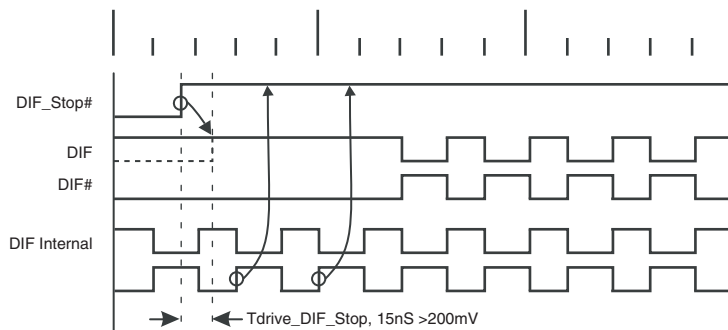 DIF_Stop#
DIF
DIF#
DIF Internal
Tdrive_DIF_Stop, 15nS >200mV